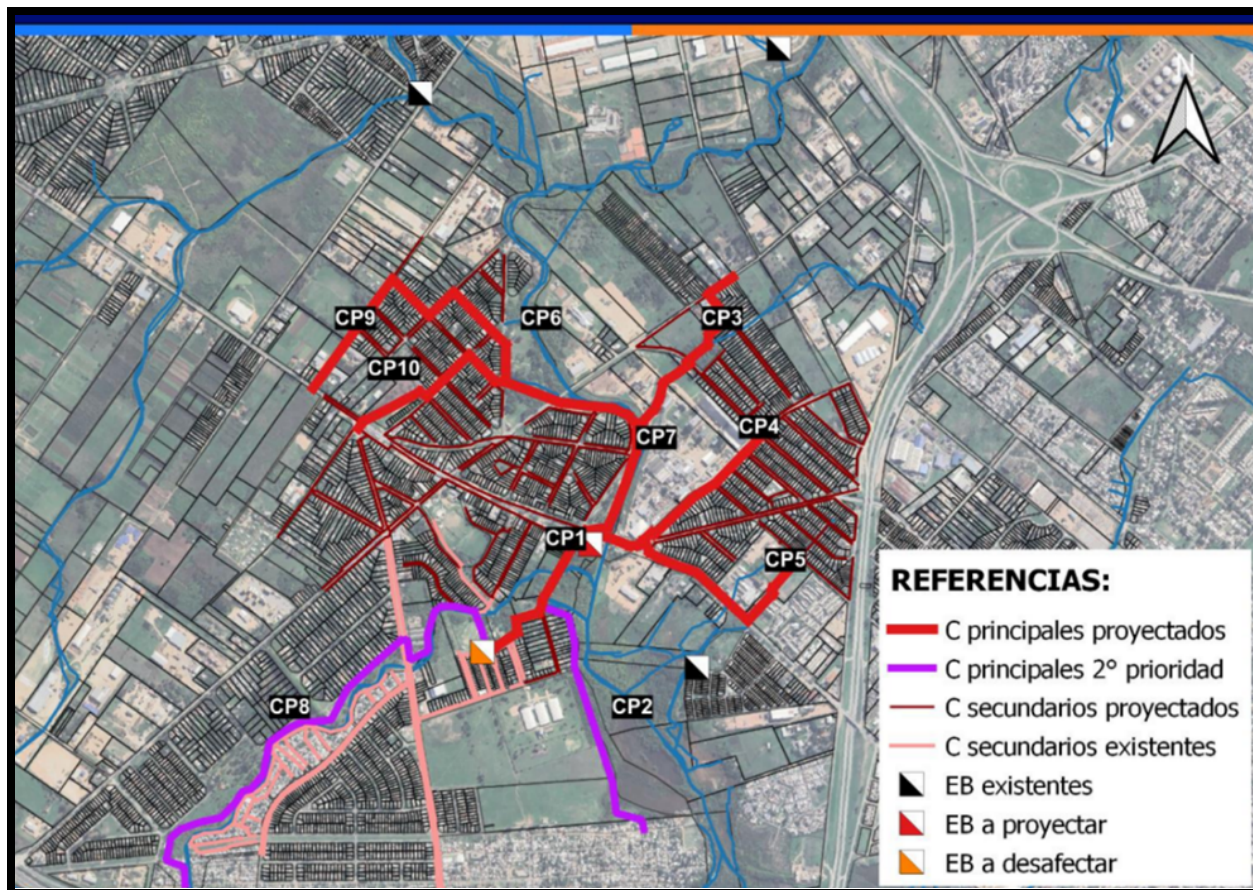 N
CP9
CP6
CP3
CP10
CP7
CP4
CP1
CP5
CP8
CP2
REFERENCIAS:
C principales proyectados
C principales 2° prioridad
C secundarios proyectados
C secundarios existentes
EB existentes
EB a proyectar
EB a desafectar